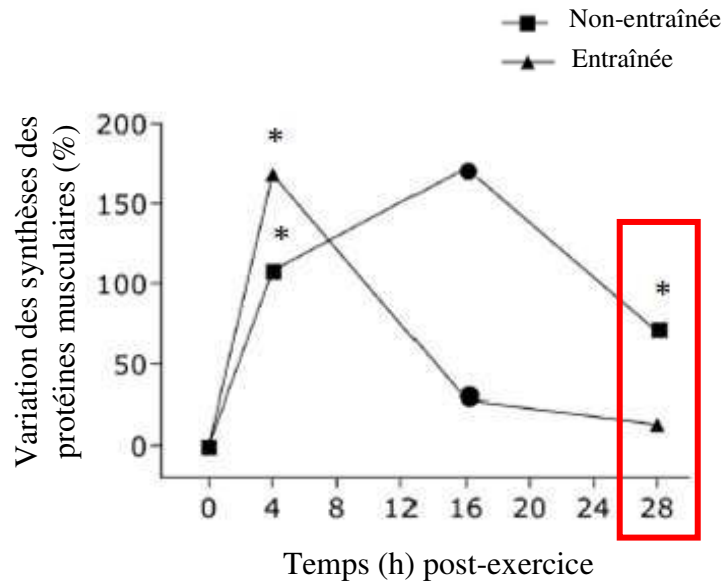 Non-entraînée
Entraînée
Variation des synthèses des
protéines musculaires (%)
200
150
100
50
0
*
*
*
0 4 8 12 16 20 24 28
Temps (h) post-exercice